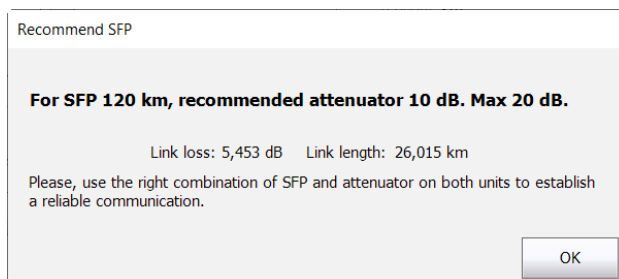 Recommend SFP
For SFP 120 km, recommended attenuator 10 dB. Max 20 dB.
Link loss: 5,453 dB Link length: 26,015 km
Please, use the right combination of SFP and attenuator on both units to establish
a reliable communication.
OK